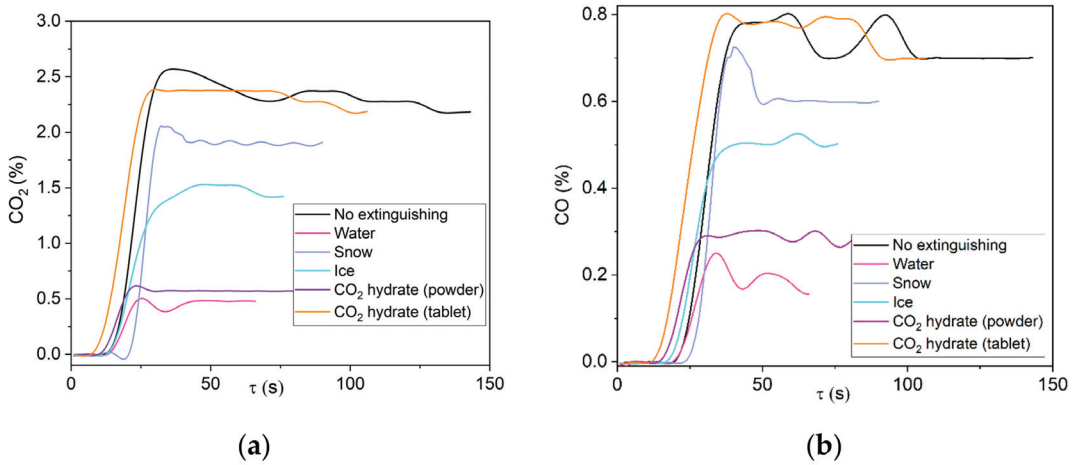 CO2 (%)
3.0
2.5
2.0
1.5
1.0
0.5
0.0
0
50
100
150
τ (s)
No extinguishing
Water
Snow
Ice
CO2 hydrate (powder)
CO2 hydrate (tablet)
(a)
CO (%)
0.8
0.6
0.4
0.2
0.0
0
50
100
150
τ (s)
No extinguishing
Water
Snow
Ice
CO2 hydrate (powder)
CO2 hydrate (tablet)
(b)